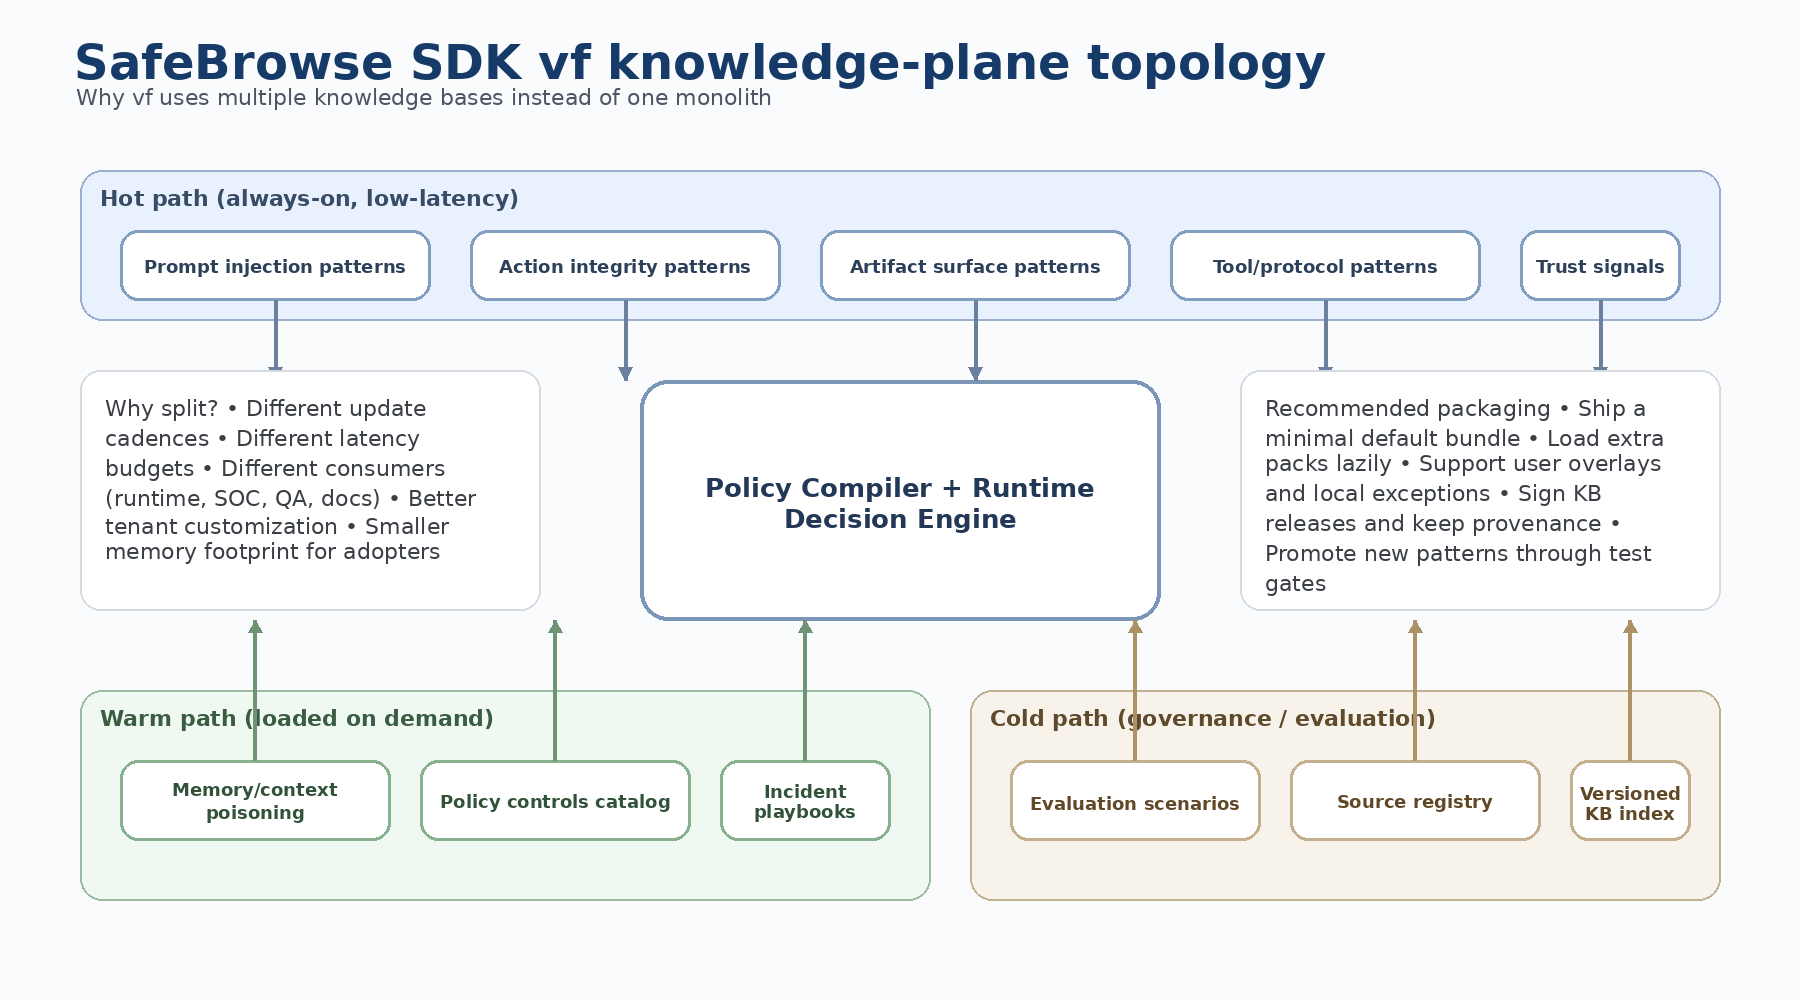 SafeBrowse SDK vf knowledge-plane topology
Why vf uses multiple knowledge bases instead of one monolith
Hot path (always-on, low-latency)
Prompt injection patterns
Action integrity patterns
Artifact surface patterns
Tool/protocol patterns
Trust signals
Why split? • Different update
cadences • Different latency
budgets • Different consumers
(runtime, SOC, QA, docs) • Better
tenant customization • Smaller
memory footprint for adopters
Policy Compiler + Runtime
Decision Engine
Recommended packaging • Ship a
minimal default bundle • Load extra
packs lazily • Support user overlays
and local exceptions • Sign KB
releases and keep provenance •
Promote new patterns through test
gates
Warm path (loaded on demand)
Memory/context
poisoning
Policy controls catalog
Incident
playbooks
Cold path (governance / evaluation)
Evaluation scenarios
Source registry
Versioned
KB index